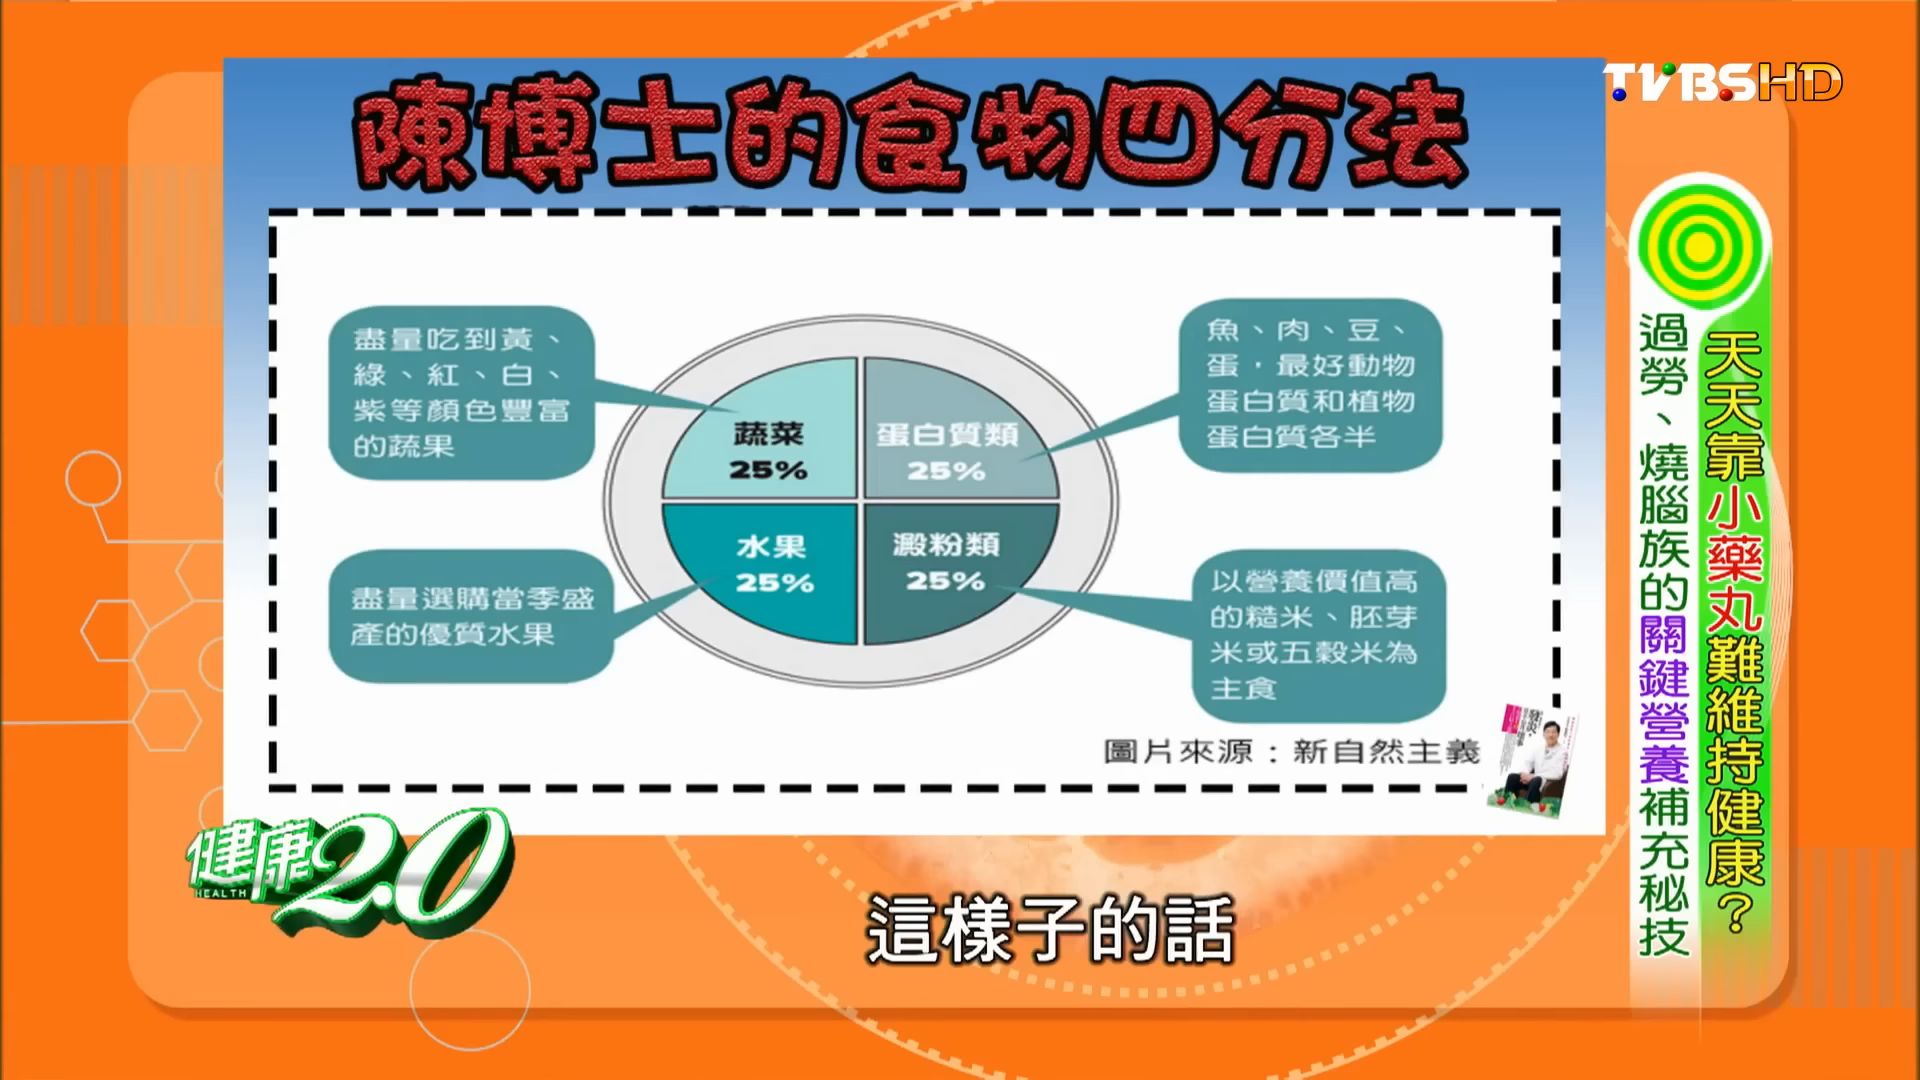 TVBSHD
陳博士的食物四分法
盡量吃到黃、
綠、紅、白、
紫等顏色豐富
的蔬果
魚、肉、豆、
蛋，最好動物
蛋白質和植物
蛋白質各半
蔬菜
25%
蛋白質類
25%
水果
25%
澱粉類
25%
盡量選購當季盛
產的優質水果
以營養價值高
的糙米、胚芽
米或五穀米為
主食
圖片來源：新自然主義
天天靠小藥丸難維持健康？
過勞、燒腦族的關鍵營養補充秘技
健康2.0
HEALTH
這樣子的話